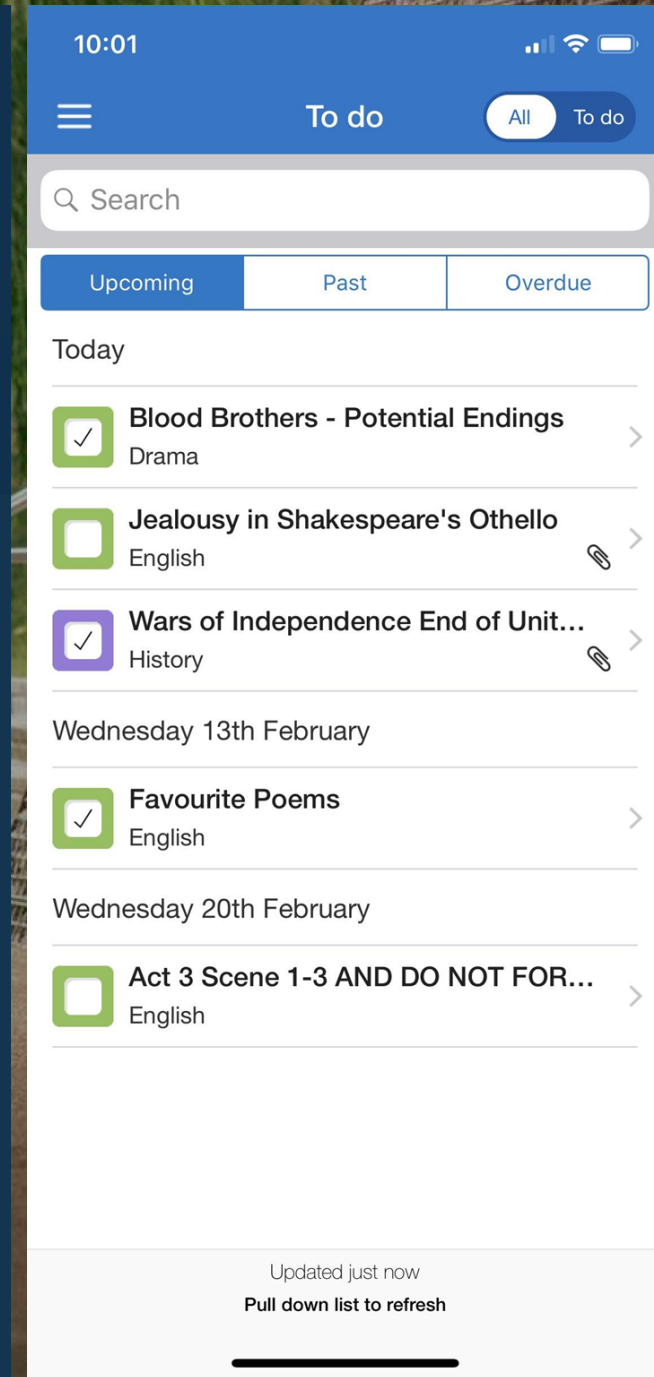 10:01
To do
All To do
Search
Upcoming Past Overdue
Today
Blood Brothers - Potential Endings
Drama
Jealousy in Shakespeare's Othello
English
Wars of Independence End of Unit...
History
Wednesday 13th February
Favourite Poems
English
Wednesday 20th February
Act 3 Scene 1-3 AND DO NOT FOR...
English
Updated just now
Pull down list to refresh